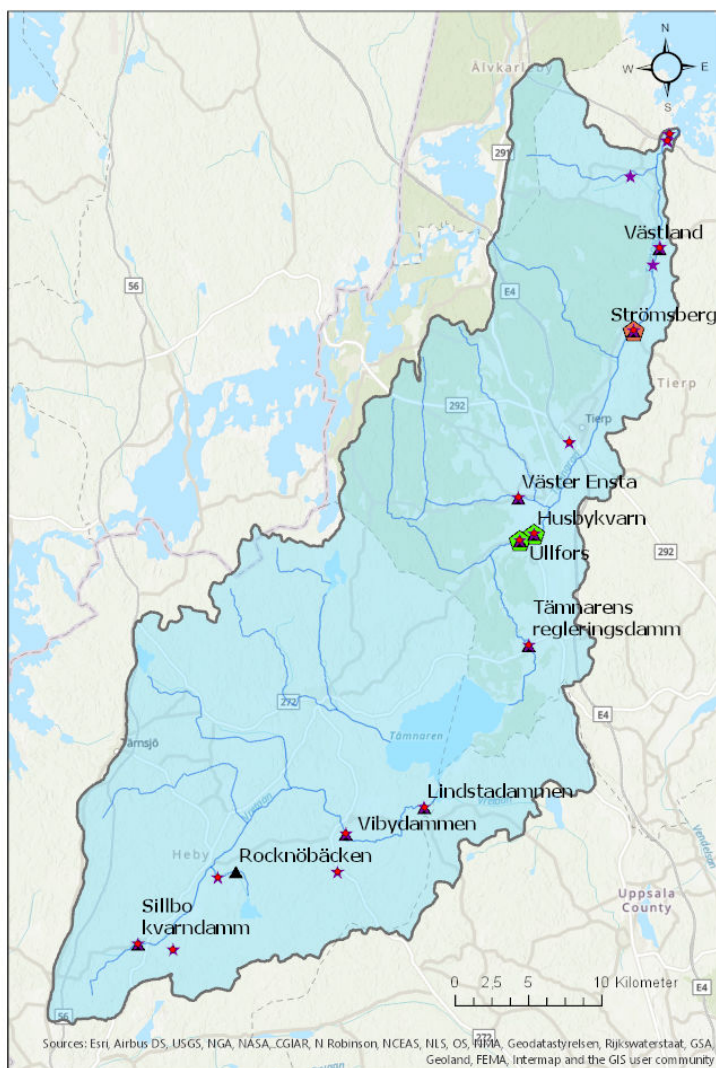 N
W E
S
Älvkarleby
291
Västland
56
E4
Strömsberg
Tierp
292
Tierp
Väster Ensta
Husbykvarn
Ullfors
292
Tämnarens
regleringsdamm
272
E4
Tämnaren
Lindstadammen
Vibydammen
Heby
Rocknöbäcken
Sillbo
kvarndamm
Uppsala
County
Vendelsån
0 2,5 5 10 Kilometer
56
E4
272
Sources: Esri, Airbus DS, USGS, NGA, NASA, CGIAR, N Robinson, NCEAS, NLS, OS, NMA, Geodatastyrelsen, Rijkswaterstaat, GSA,
Geoland, FEMA, Intermap and the GIS user community